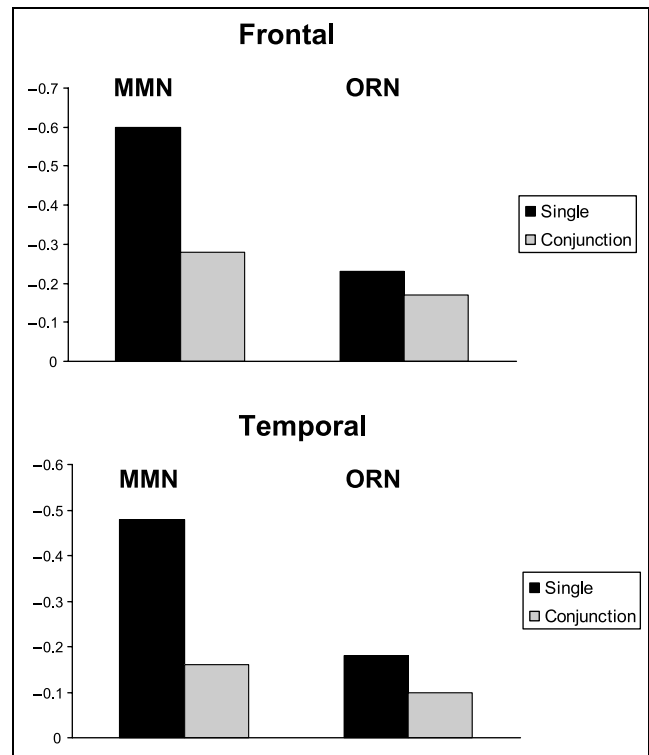 Frontal
MMN ORN
−0.7
−0.6
−0.5
−0.4
−0.3
−0.2
−0.1
0
Single
Conjunction
Temporal
MMN ORN
−0.6
−0.5
−0.4
−0.3
−0.2
−0.1
0
Single
Conjunction